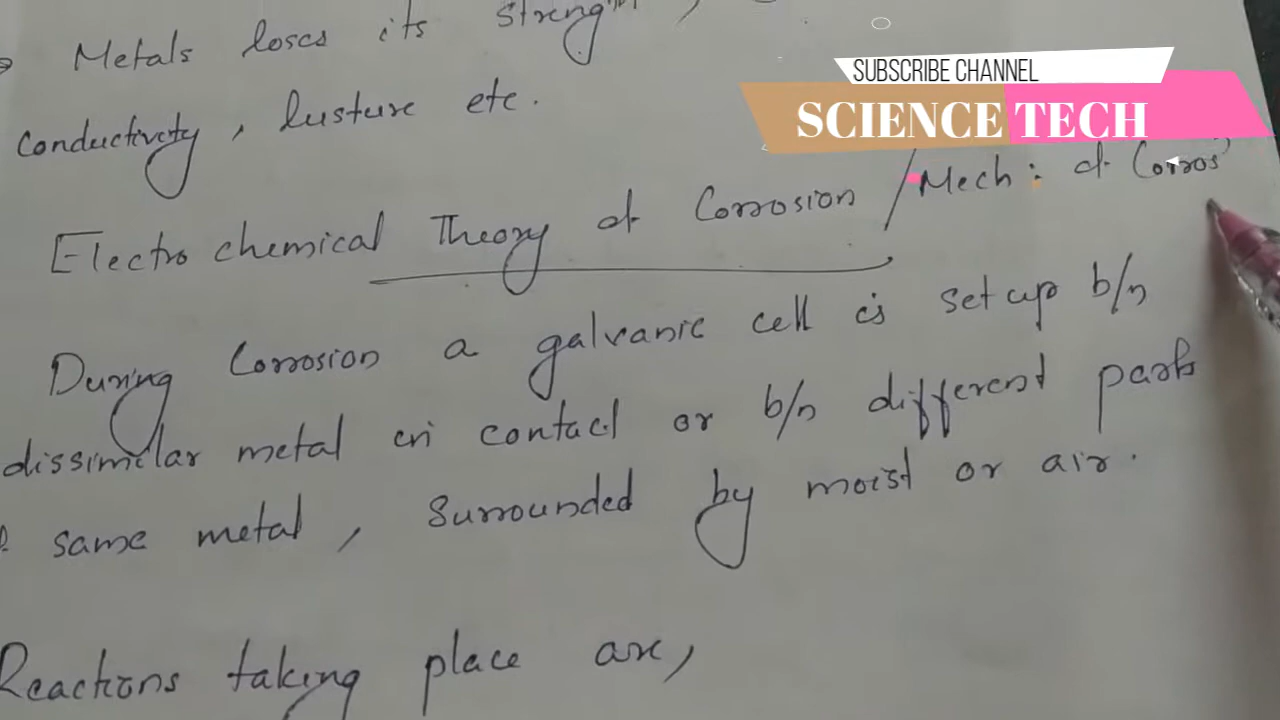 Metals loses its strength,
conductivity, lusture etc.
SUBSCRIBE CHANNEL
SCIENCE TECH
Electro chemical Theory of Corrosion / Mech: of Corros
During Corrosion a galvanic cell is set up b/n
dissimilar metal in contact or b/n different parts
same metal, surrounded by moist or air.
Reactions taking place are,